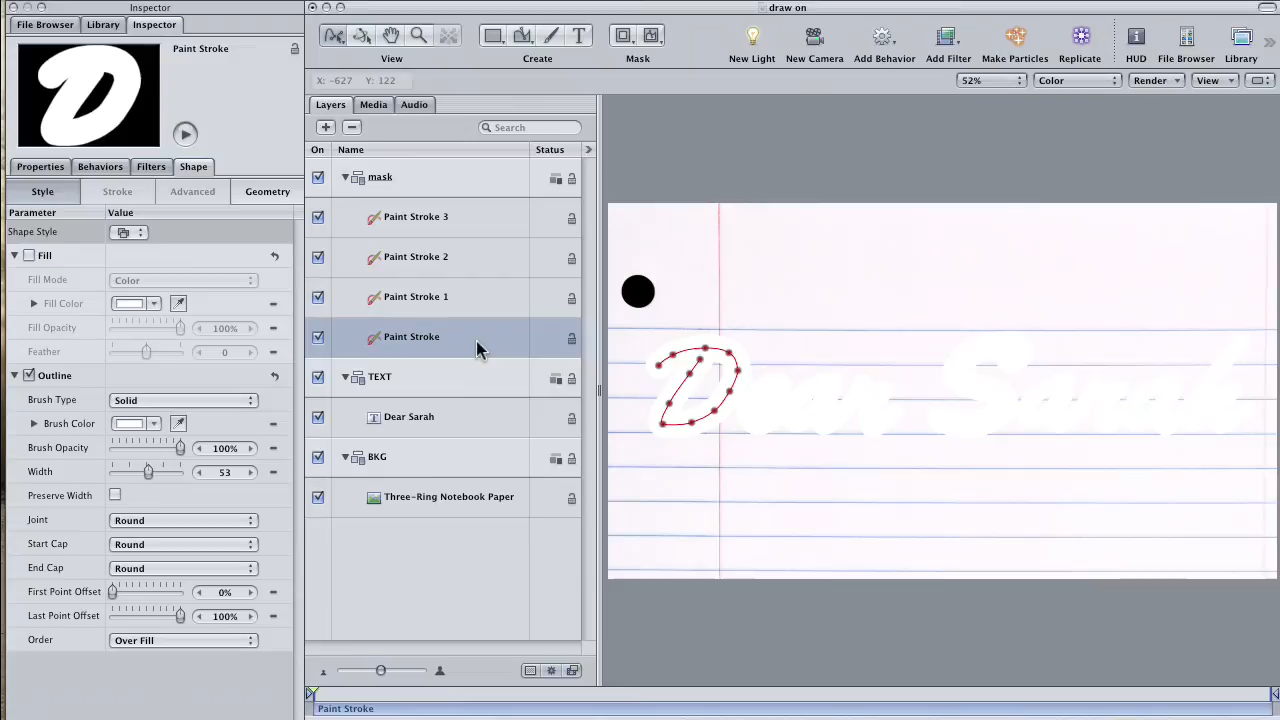 Inspector
draw on
File Browser Library Inspector
Paint Stroke
View
Create
Mask
New Light New Camera Add Behavior Add Filter Make Particles Replicate HUD File Browser Library
X: -627 Y: 122
52% Color Render View
Layers Media Audio
Search
On Name Status
Properties Behaviors Filters Shape
Style Stroke Advanced Geometry
Parameter Value
Shape Style
Fill
Fill Mode Color
Fill Color
Fill Opacity 100%
Feather 0
Outline
Brush Type Solid
Brush Color
Brush Opacity 100%
Width 53
Preserve Width
Joint Round
Start Cap Round
End Cap Round
First Point Offset 0%
Last Point Offset 100%
Order Over Fill
mask
Paint Stroke 3
Paint Stroke 2
Paint Stroke 1
Paint Stroke
TEXT
Dear Sarah
BKG
Three-Ring Notebook Paper
Dear Sarah
Paint Stroke